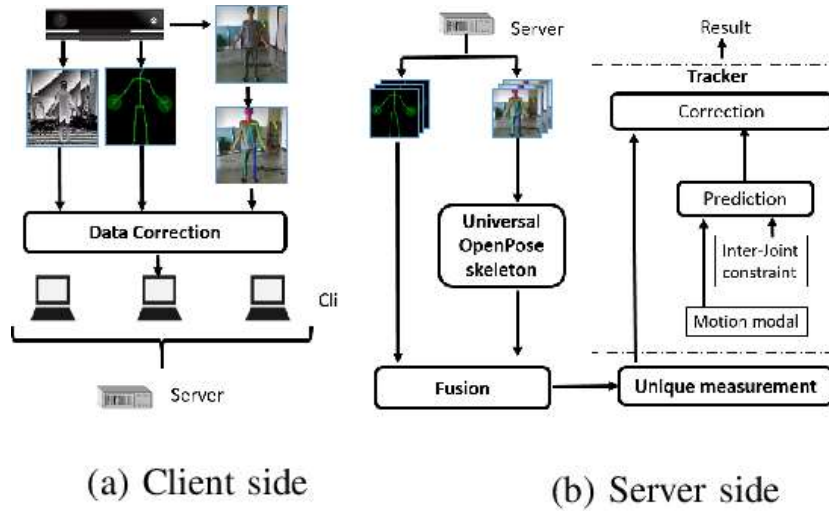 Data Correction
Cli
Server
(a) Client side
Server
Universal
OpenPose
skeleton
Fusion
Result
Tracker
Correction
Prediction
Inter-Joint
constraint
Motion modal
Unique measurement
(b) Server side